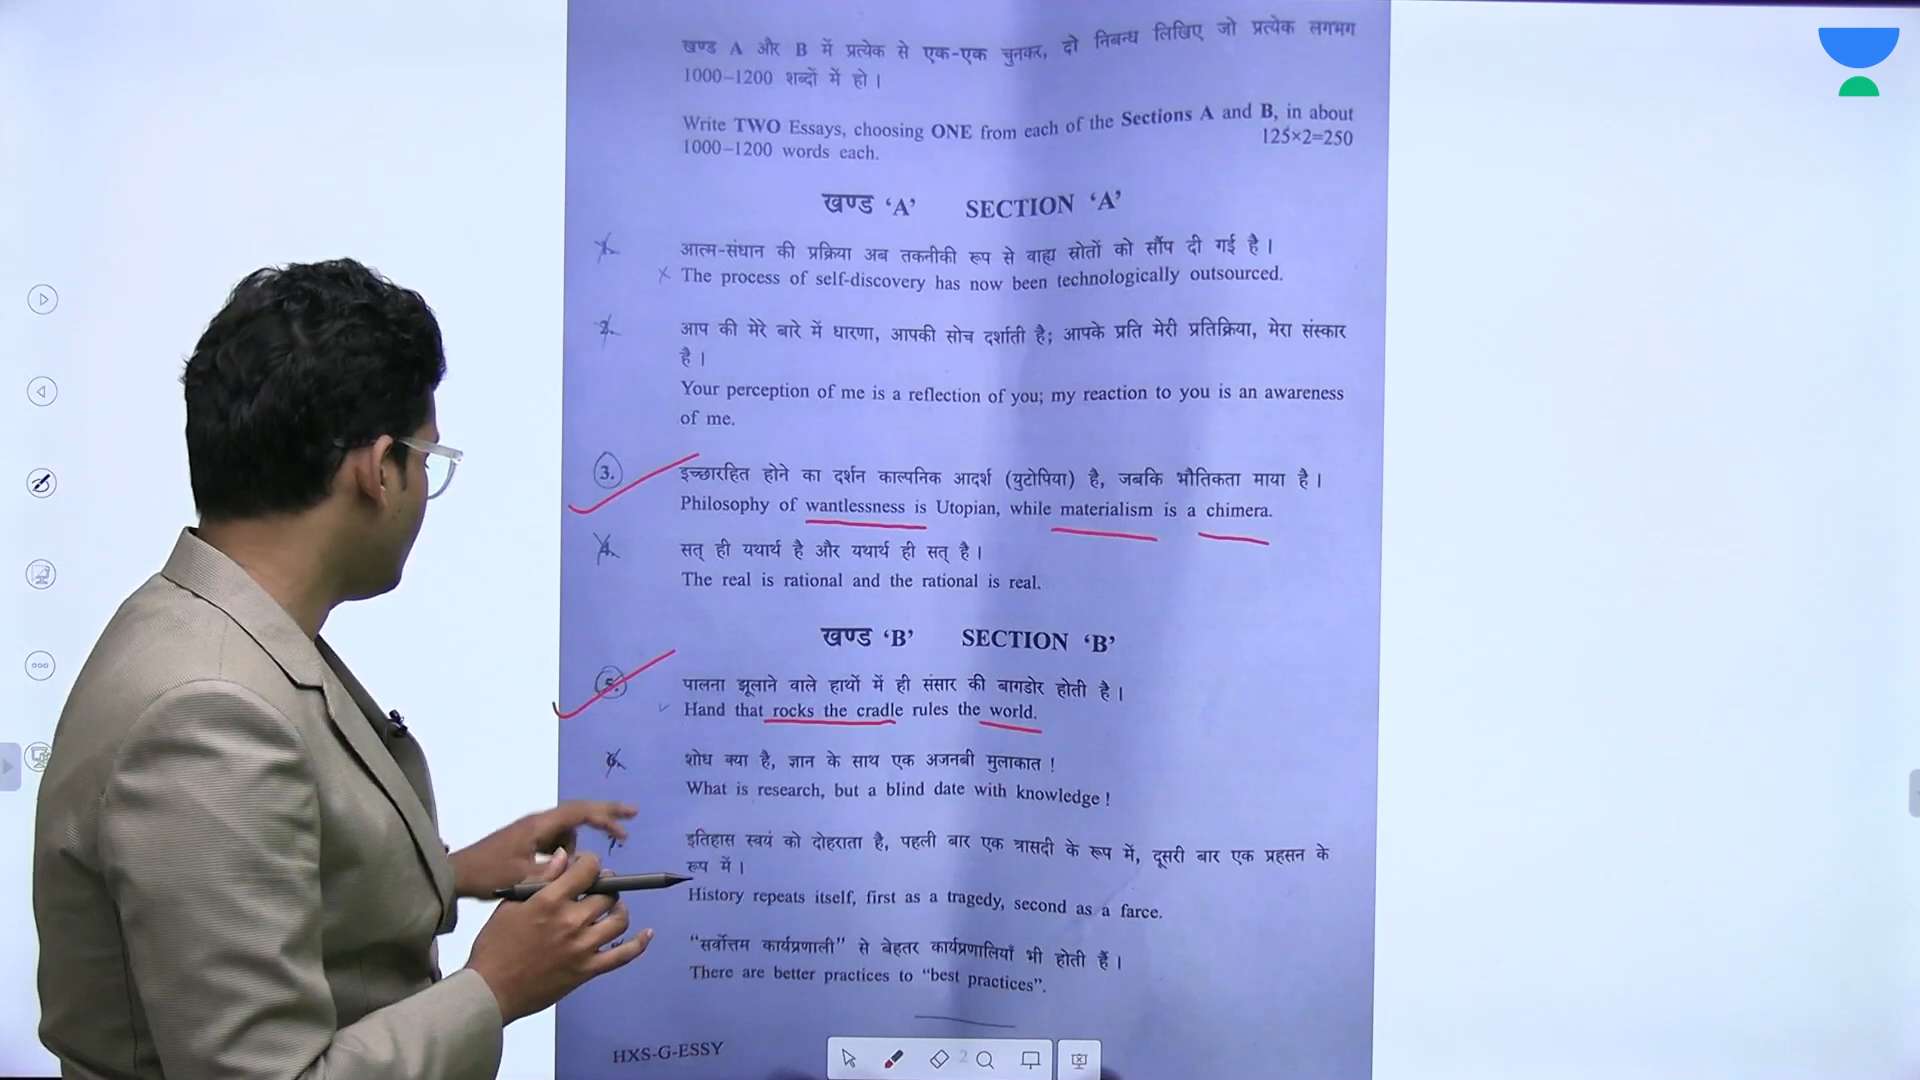 खण्ड A और B में प्रत्येक से एक-एक चुनकर, दो निबन्ध लिखिए जो प्रत्येक लगभग
1000–1200 शब्दों में हो ।
Write TWO Essays, choosing ONE from each of the Sections A and B, in about
1000–1200 words each.
125×2=250
खण्ड ‘A’ SECTION ‘A’
1. आत्म-संधान की प्रक्रिया अब तकनीकी रूप से वाह्य स्रोतों को सौंप दी गई है ।
The process of self-discovery has now been technologically outsourced.
2. आप की मेरे बारे में धारणा, आपकी सोच दर्शाती है; आपके प्रति मेरी प्रतिक्रिया, मेरा संस्कार
है ।
Your perception of me is a reflection of you; my reaction to you is an awareness
of me.
3. इच्छारहित होने का दर्शन काल्पनिक आदर्श (युटोपिया) है, जबकि भौतिकता माया है ।
Philosophy of wantlessness is Utopian, while materialism is a chimera.
4. सत् ही यथार्थ है और यथार्थ ही सत् है ।
The real is rational and the rational is real.
खण्ड ‘B’ SECTION ‘B’
5. पालना झूलाने वाले हाथों में ही संसार की बागडोर होती है ।
Hand that rocks the cradle rules the world.
6. शोध क्या है, ज्ञान के साथ एक अजनबी मुलाकात !
What is research, but a blind date with knowledge !
7. इतिहास स्वयं को दोहराता है, पहली बार एक त्रासदी के रूप में, दूसरी बार एक प्रहसन के
रूप में ।
History repeats itself, first as a tragedy, second as a farce.
“सर्वोत्तम कार्यप्रणाली” से बेहतर कार्यप्रणालियाँ भी होती हैं ।
There are better practices to “best practices”.
HXS-G-ESSY
2